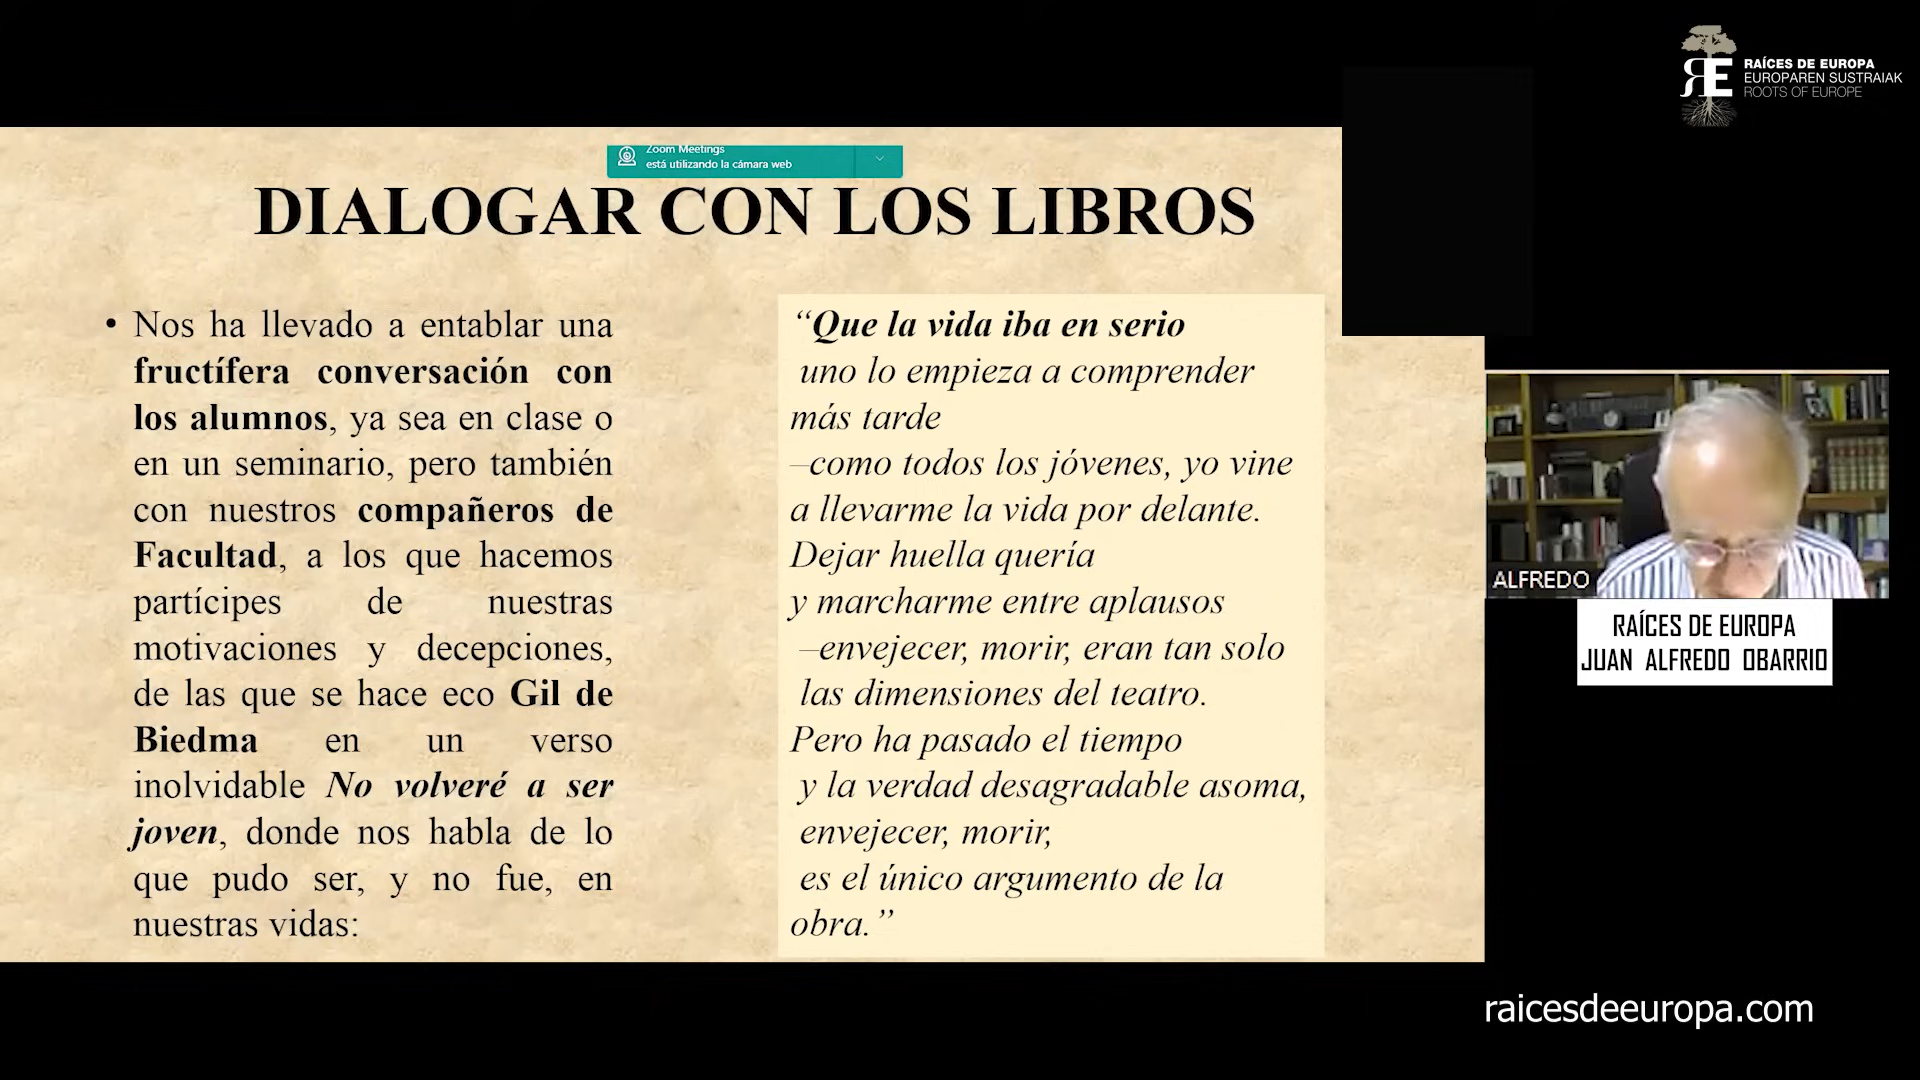 RAÍCES DE EUROPA
EUROPAREN SUSTRAIAK
ROOTS OF EUROPE
Zoom Meetings
está utilizando la cámara web
DIALOGAR CON LOS LIBROS
• Nos ha llevado a entablar una
fructífera conversación con
los alumnos, ya sea en clase o
en un seminario, pero también
con nuestros compañeros de
Facultad, a los que hacemos
partícipes de nuestras
motivaciones y decepciones,
de las que se hace eco Gil de
Biedma en un verso
inolvidable No volveré a ser
joven, donde nos habla de lo
que pudo ser, y no fue, en
nuestras vidas:
“Que la vida iba en serio
uno lo empieza a comprender
más tarde
–como todos los jóvenes, yo vine
a llevarme la vida por delante.
Dejar huella quería
y marcharme entre aplausos
–envejecer, morir, eran tan solo
las dimensiones del teatro.
Pero ha pasado el tiempo
y la verdad desagradable asoma,
envejecer, morir,
es el único argumento de la
obra.”
ALFREDO
RAÍCES DE EUROPA
JUAN ALFREDO OBARRIO
raicesdeeuropa.com